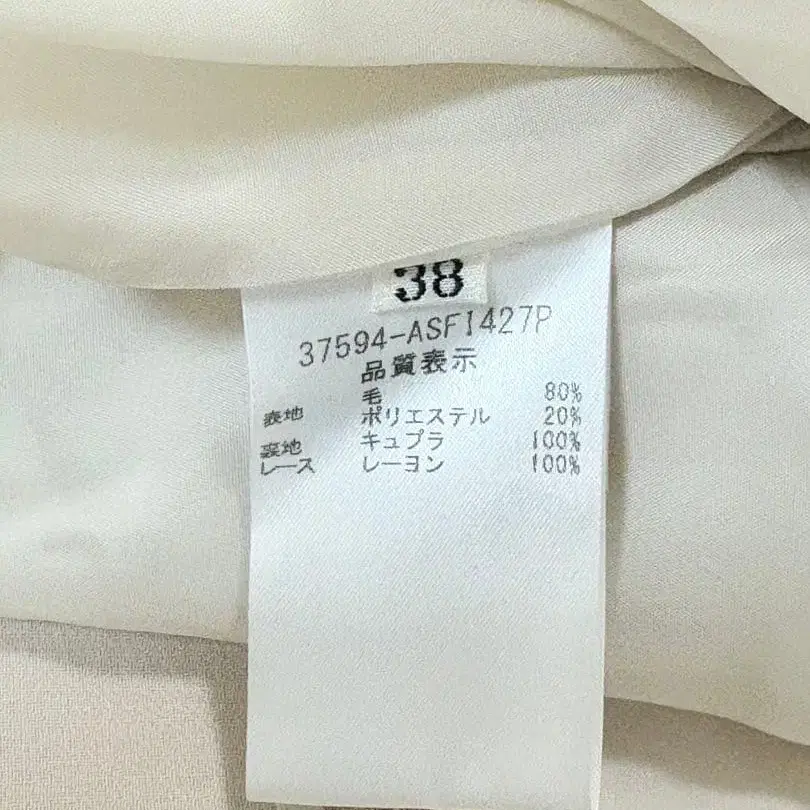 38
37594-ASF1427P
品質表示
毛 80%
表地 ポリエステル 20%
裏地 キュプラ 100%
レース レーヨン 100%